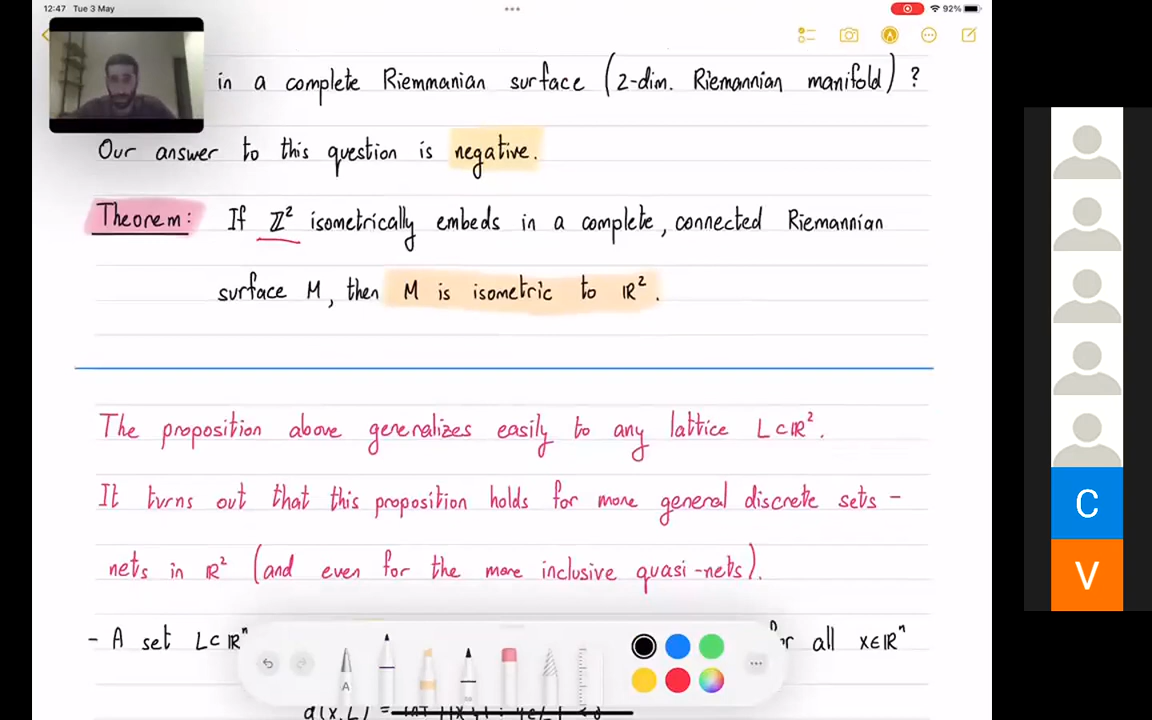 12:47 Tue 3 May
92%
in a complete Riemmanian surface (2-dim. Riemannian manifold)?
Our answer to this question is negative.
Theorem: If ℤ² isometrically embeds in a complete, connected Riemannian
surface M, then M is isometric to ℝ².
The proposition above generalizes easily to any lattice L⊂ℝ².
It turns out that this proposition holds for more general discrete sets -
nets in ℝ² (and even for the more inclusive quasi-nets).
- A set L⊂ℝⁿ for all x∈ℝⁿ
d(x,L) =
A
C
V